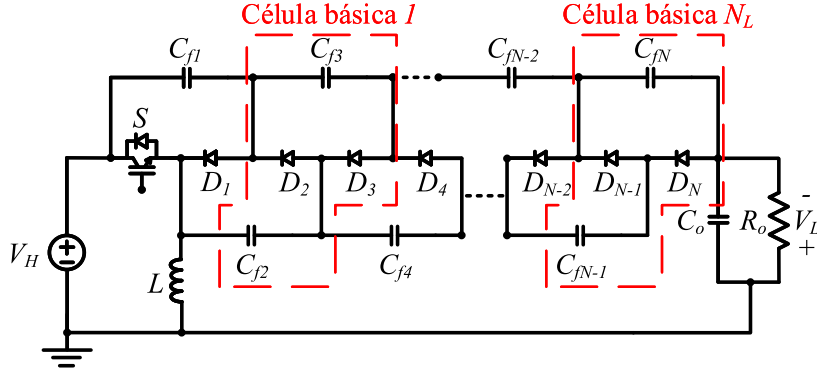 Célula básica 1
Célula básica N_L
C_f1
C_f3
C_fN-2
C_fN
S
D_1
D_2
D_3
D_4
D_N-2
D_N-1
D_N
C_o
R_o
-
V_L
+
V_H
L
C_f2
C_f4
C_fN-1